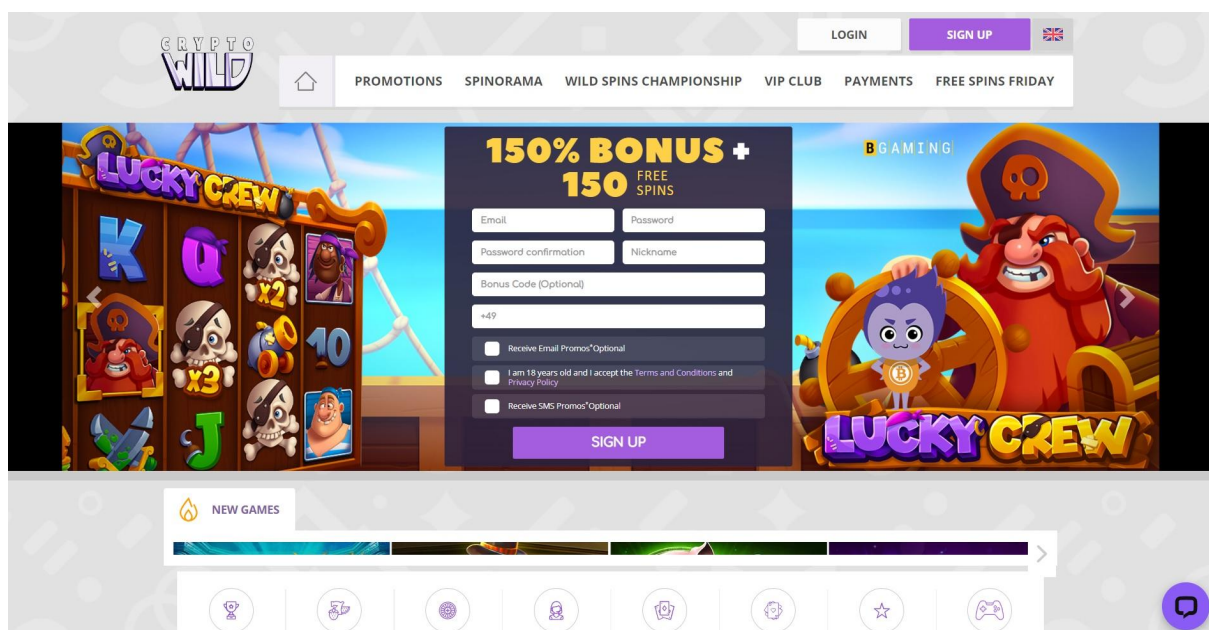 CRYPTO
WILD
LOGIN
SIGN UP
PROMOTIONS
SPINORAMA
WILD SPINS CHAMPIONSHIP
VIP CLUB
PAYMENTS
FREE SPINS FRIDAY
LUCKY CREW
K
Q
X2
X3
10
J
150% BONUS +
150 FREE
SPINS
Email
Password
Password confirmation
Nickname
Bonus Code (Optional)
+49
Receive Email Promos*Optional
I am 18 years old and I accept the Terms and Conditions and
Privacy Policy
Receive SMS Promos*Optional
SIGN UP
BGAMING
LUCKY CREW
NEW GAMES